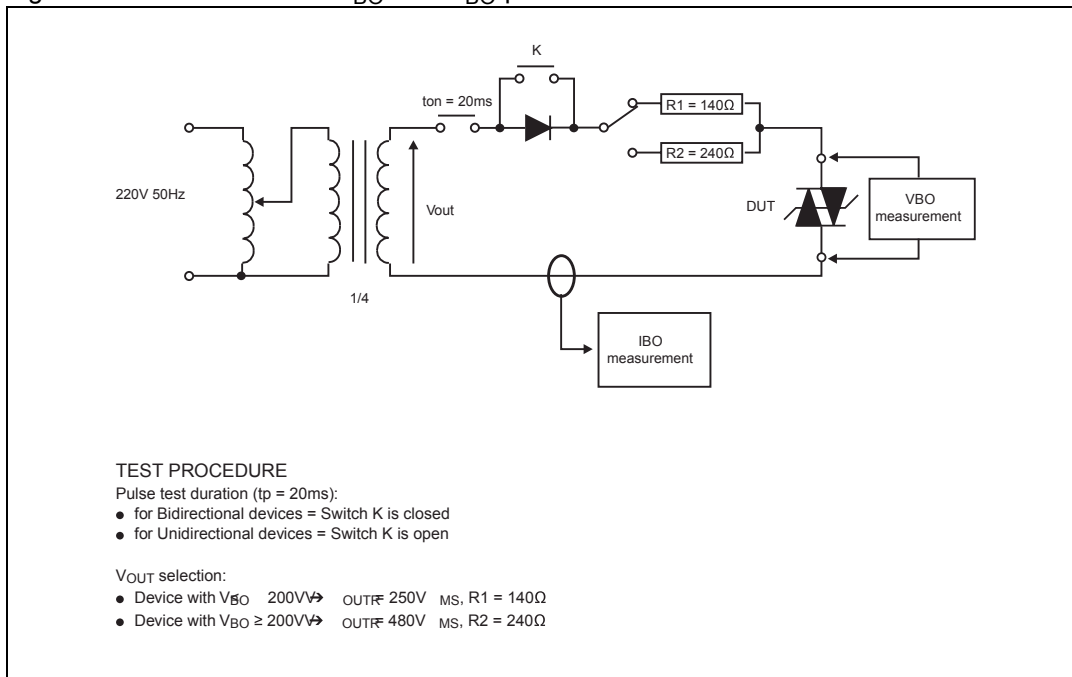 K
ton = 20ms
R1 = 140Ω
R2 = 240Ω
220V 50Hz
Vout
DUT
VBO
measurement
1/4
IBO
measurement
TEST PROCEDURE
Pulse test duration (tp = 20ms):
● for Bidirectional devices = Switch K is closed
● for Unidirectional devices = Switch K is open
VOUT selection:
● Device with VBO 200V → OUT = 250V MS, R1 = 140Ω
● Device with VBO ≥ 200V → OUT = 480V MS, R2 = 240Ω